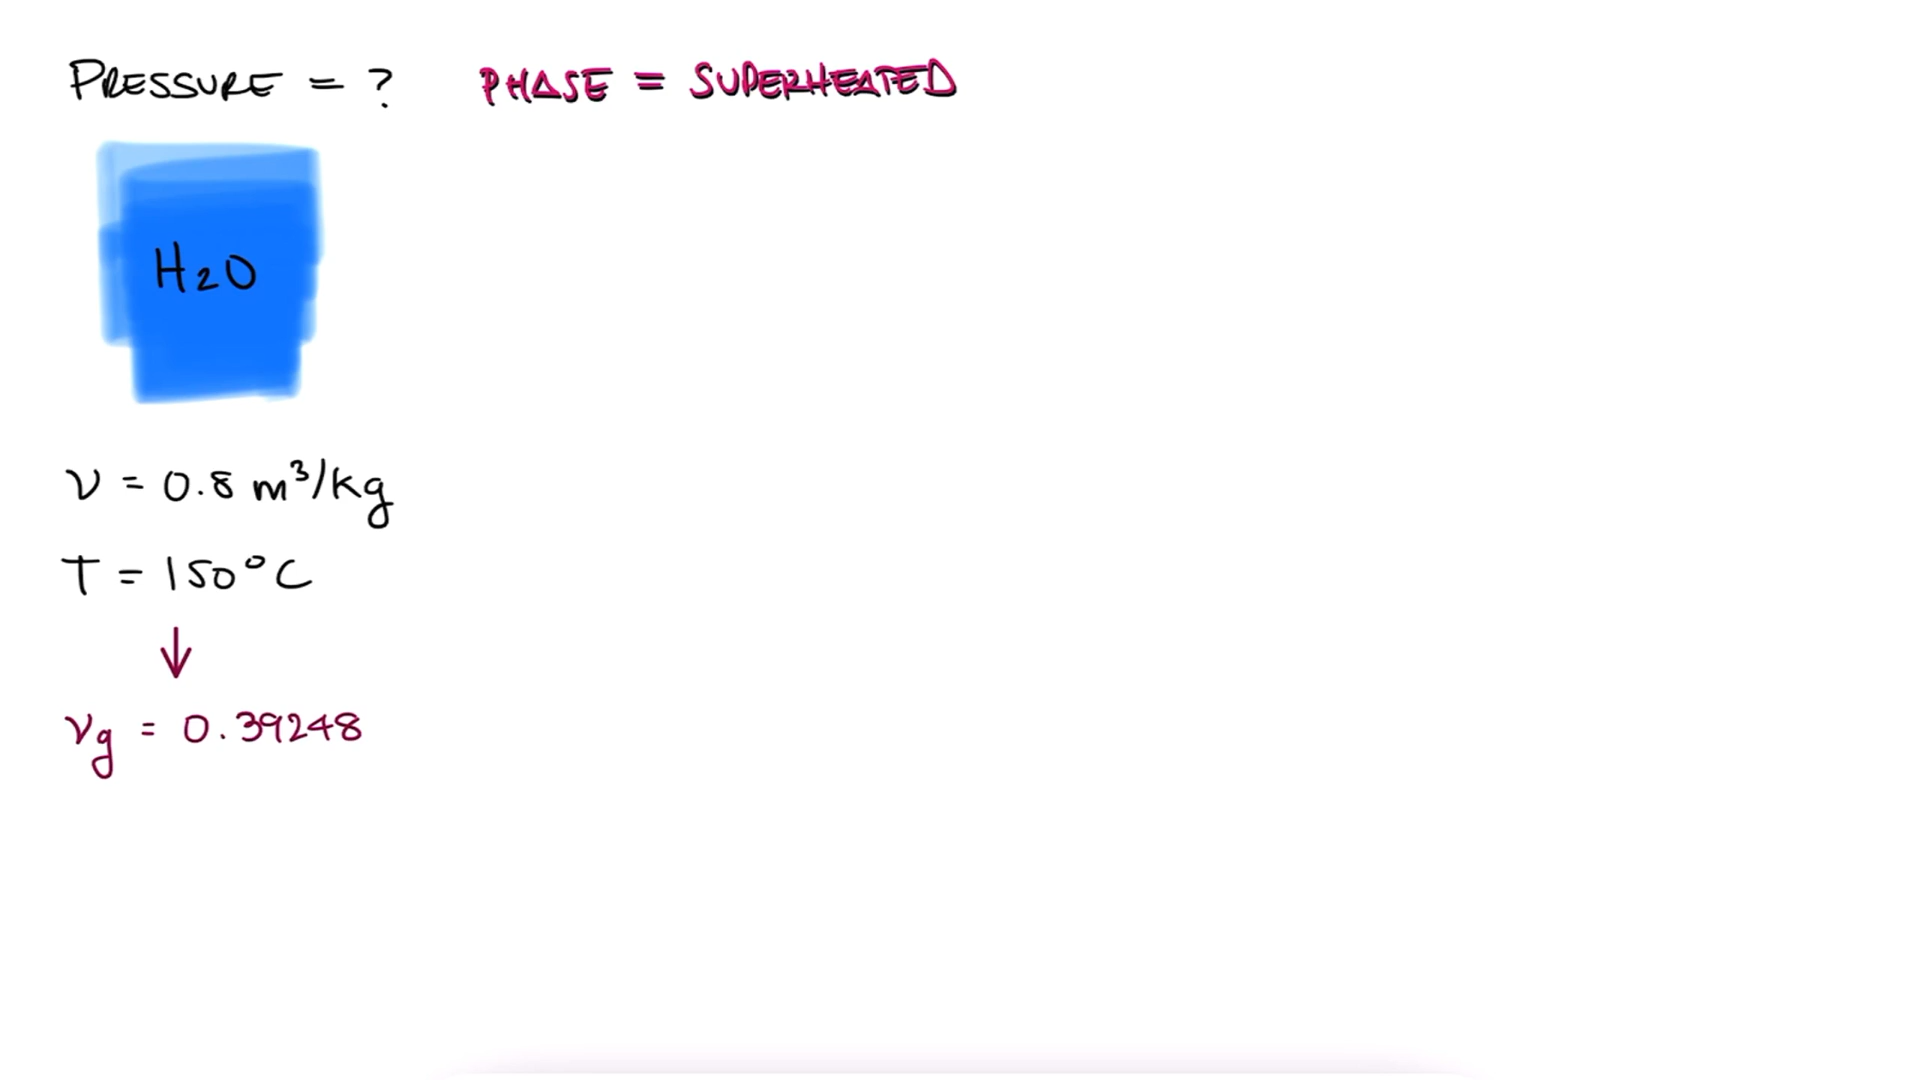 PRESSURE = ? PHASE = SUPERHEATED
H2O
ν = 0.8 m³/kg
T = 150°C
↓
νg = 0.39248